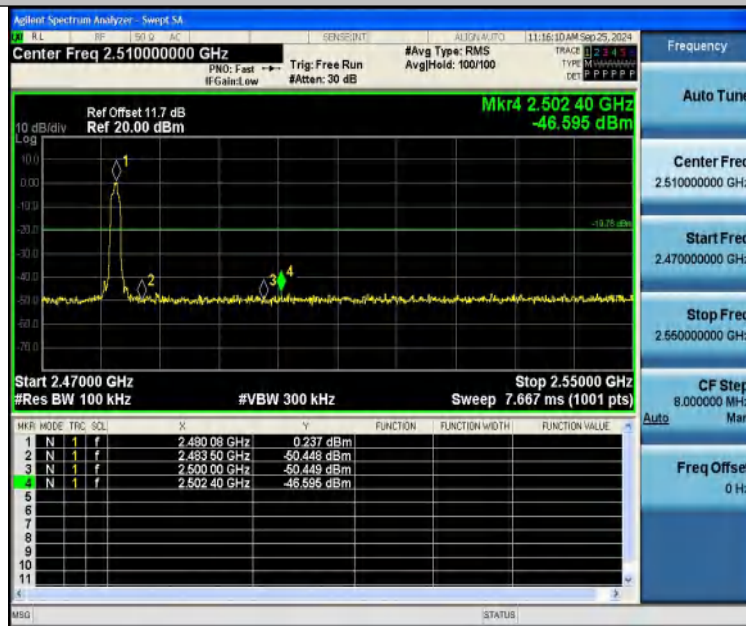 Agilent Spectrum Analyzer - Swept SA
RL RF 50 Ω AC SENSE:INT ALIGN AUTO 11:16:10 AM Sep 25, 2024
Center Freq 2.510000000 GHz
PNO: Fast
IFGain:Low
Trig: Free Run
#Atten: 30 dB
#Avg Type: RMS
Avg|Hold: 100/100
TRACE 1 2 3 4 5
TYPE M
DET P P P P P P
Mkr4 2.502 40 GHz
-46.595 dBm
Ref Offset 11.7 dB
10 dB/div Ref 20.00 dBm
Log
10.0
0.00
-10.0
-20.0
-30.0
-40.0
-50.0
-60.0
-70.0
1
2
3
4
-19.76 dBm
Start 2.47000 GHz Stop 2.55000 GHz
#Res BW 100 kHz #VBW 300 kHz Sweep 7.667 ms (1001 pts)
MKR MODE TRC SCL X Y FUNCTION FUNCTION WIDTH FUNCTION VALUE
1 N 1 f 2.480 08 GHz 0.237 dBm
2 N 1 f 2.483 50 GHz -50.448 dBm
3 N 1 f 2.500 00 GHz -50.449 dBm
4 N 1 f 2.502 40 GHz -46.595 dBm
5
6
7
8
9
10
11
MSG STATUS
Frequency
Auto Tune
Center Freq
2.510000000 GHz
Start Freq
2.470000000 GHz
Stop Freq
2.550000000 GHz
CF Step
8.000000 MHz
Auto Man
Freq Offset
0 Hz